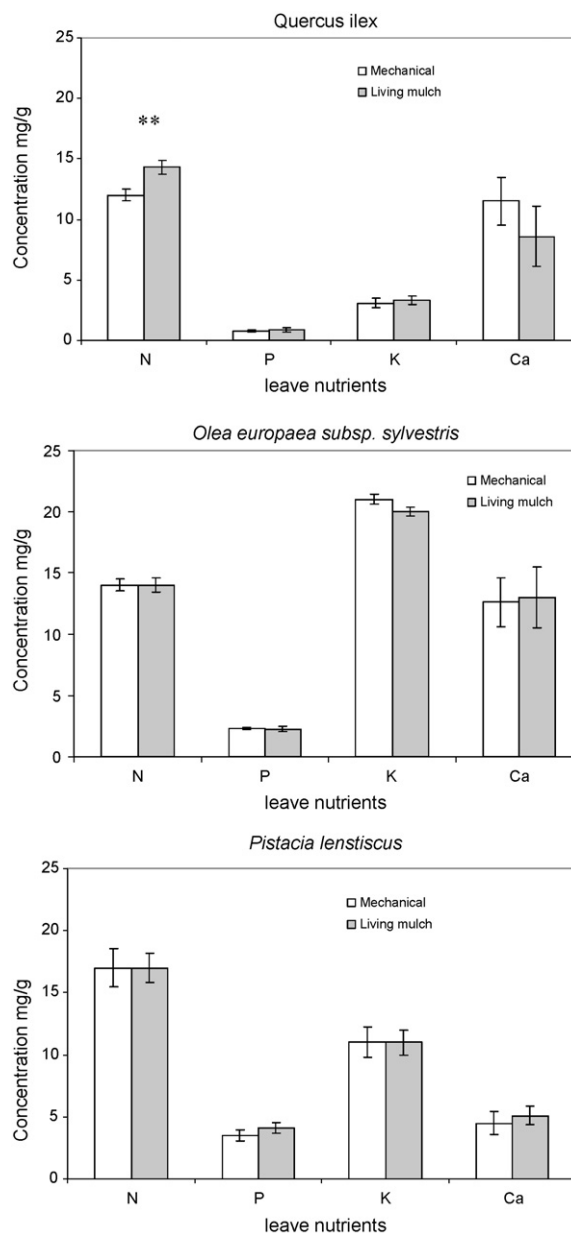 Quercus ilex
25
20
15
10
5
0
Concentration mg/g
Mechanical
Living mulch
**
N P K Ca
leave nutrients
Olea europaea subsp. sylvestris
25
20
15
10
5
0
Concentration mg/g
Mechanical
Living mulch
N P K Ca
leave nutrients
Pistacia lenstiscus
25
20
15
10
5
0
Concentration mg/g
Mechanical
Living mulch
N P K Ca
leave nutrients